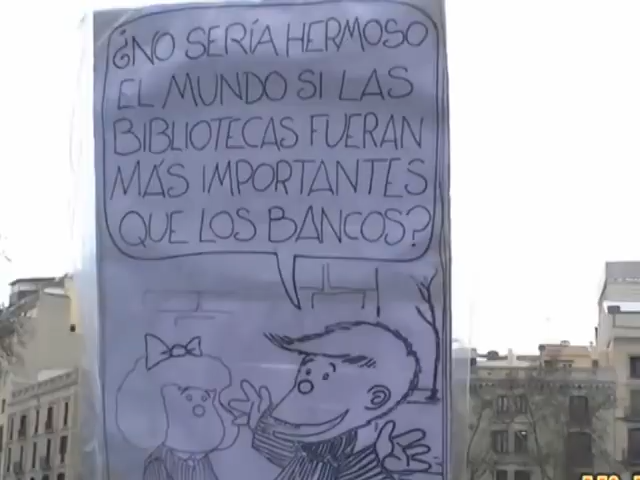 ¿NO SERÍA HERMOSO
EL MUNDO SI LAS
BIBLIOTECAS FUERAN
MÁS IMPORTANTES
QUE LOS BANCOS?